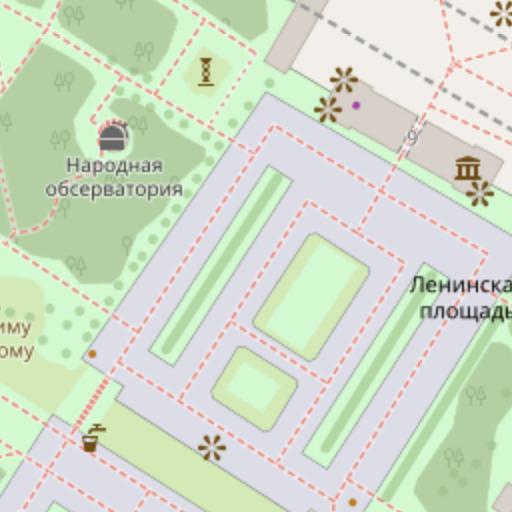 9
Народная
обсерватория
Ленинска
площадь
иму
ому